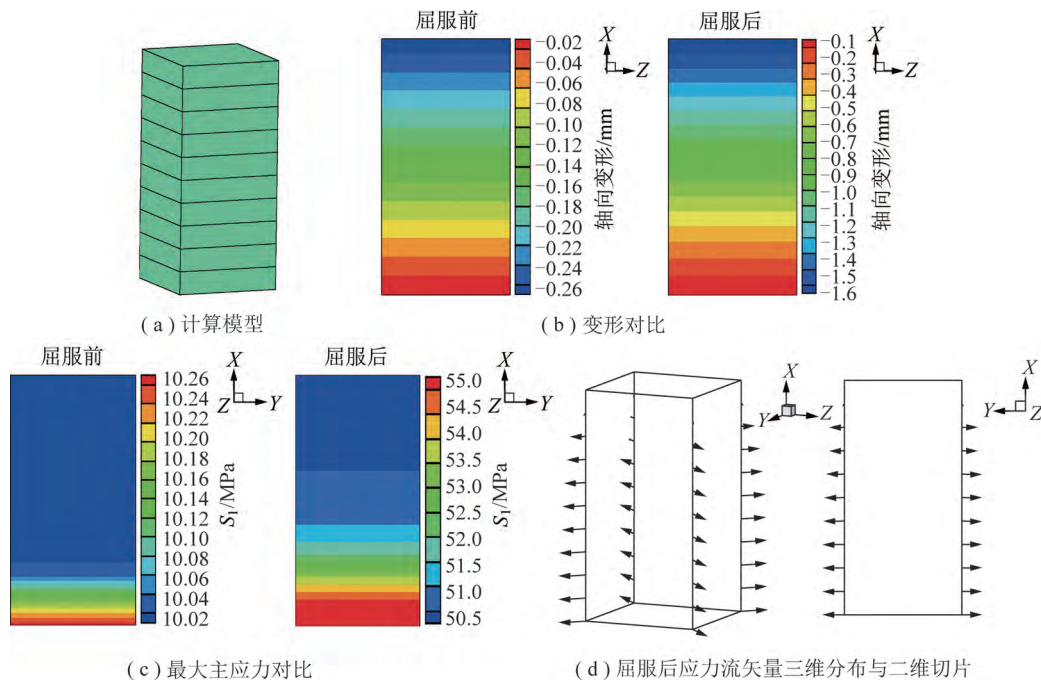 屈服前
X
Z
−0.02
−0.04
−0.06
−0.08
−0.10
−0.12
−0.14
−0.16
−0.18
−0.20
−0.22
−0.24
−0.26
轴向变形/mm
屈服后
X
Z
−0.1
−0.2
−0.3
−0.4
−0.5
−0.6
−0.7
−0.8
−0.9
−1.0
−1.1
−1.2
−1.3
−1.4
−1.5
−1.6
轴向变形/mm
(a)计算模型
(b)变形对比
屈服前
X
Z
Y
10.26
10.24
10.22
10.20
10.18
10.16
10.14
10.12
10.10
10.08
10.06
10.04
10.02
S1/MPa
屈服后
X
Z
Y
55.0
54.5
54.0
53.5
53.0
52.5
52.0
51.5
51.0
50.5
S1/MPa
X
Y
Z
X
Y
Z
(c)最大主应力对比
(d)屈服后应力流矢量三维分布与二维切片